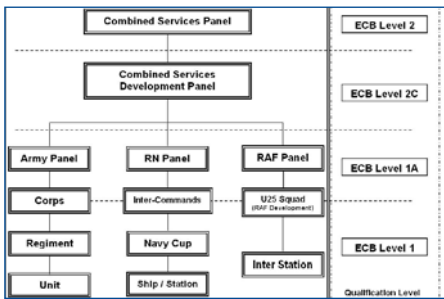 Combined Services Panel
ECB Level 2
Combined Services
Development Panel
ECB Level 2C
Army Panel
RN Panel
RAF Panel
ECB Level 1A
Corps
Inter-Commands
U25 Squad
(RAF Development)
Regiment
Navy Cup
ECB Level 1
Inter Station
Unit
Ship / Station
Qualification Level